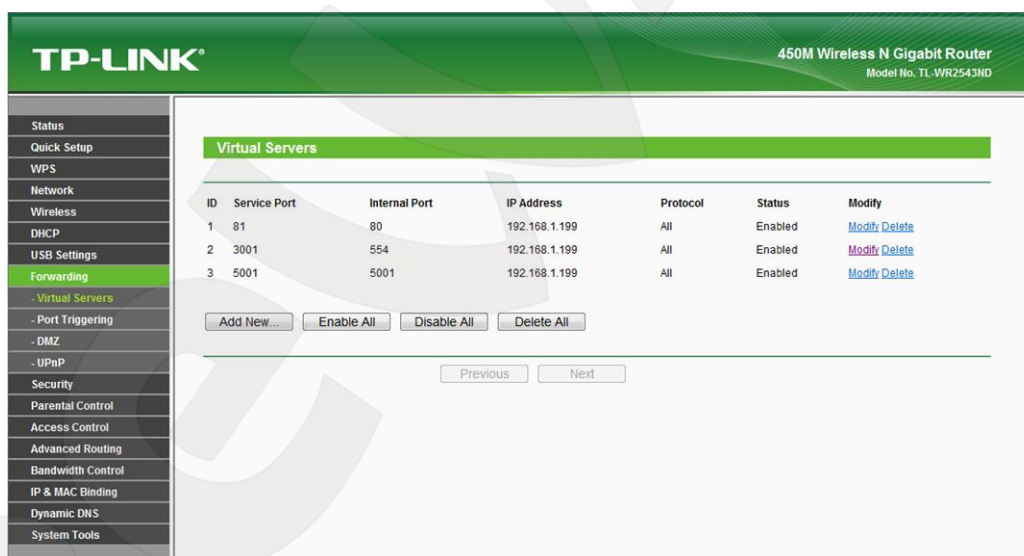 TP-LINK®
450M Wireless N Gigabit Router
Model No. TL-WR2543ND
Status
Quick Setup
WPS
Network
Wireless
DHCP
USB Settings
Forwarding
- Virtual Servers
- Port Triggering
- DMZ
- UPnP
Security
Parental Control
Access Control
Advanced Routing
Bandwidth Control
IP & MAC Binding
Dynamic DNS
System Tools
Virtual Servers
ID Service Port Internal Port IP Address Protocol Status Modify
1 81 80 192.168.1.199 All Enabled Modify Delete
2 3001 554 192.168.1.199 All Enabled Modify Delete
3 5001 5001 192.168.1.199 All Enabled Modify Delete
Add New... Enable All Disable All Delete All
Previous Next